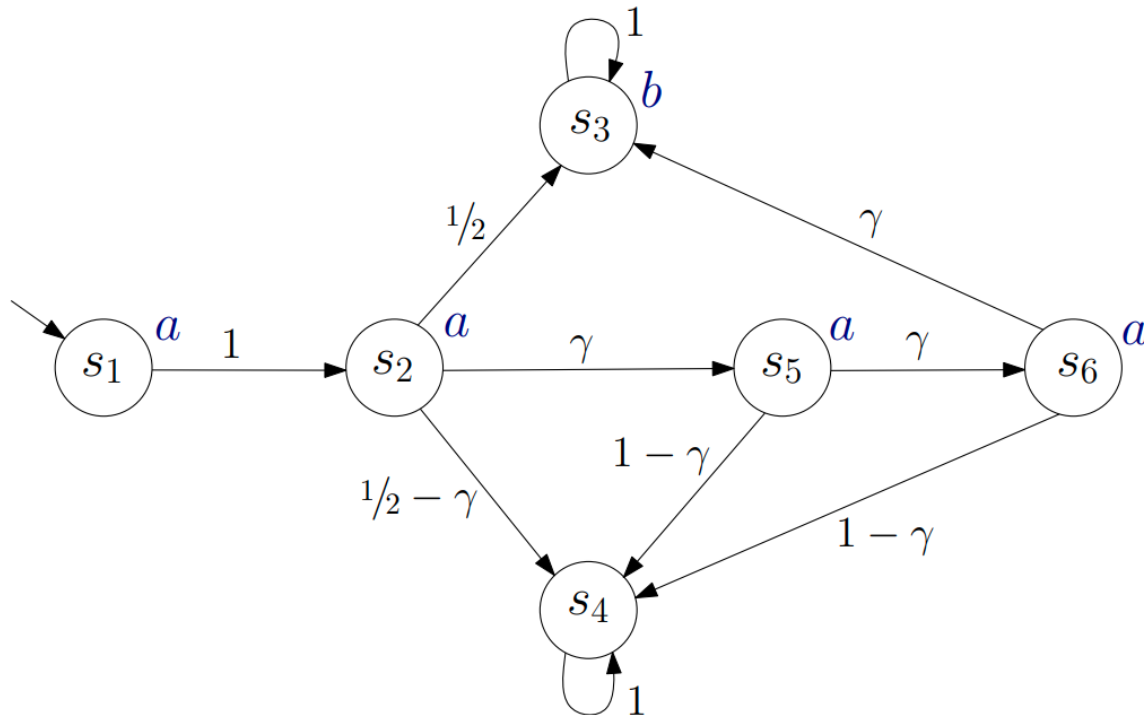 1
s₃ b
½ γ
s₁ a 1 s₂ a γ s₅ a γ s₆ a
½ − γ 1 − γ 1 − γ
s₄
1